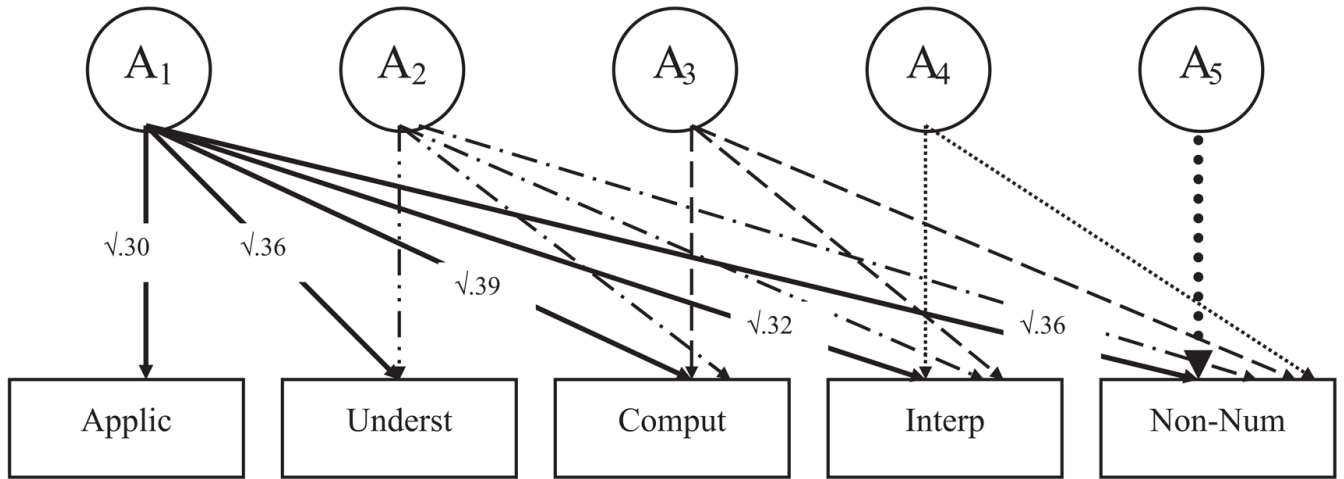 A₁ A₂ A₃ A₄ A₅
√.30 √.36 √.39 √.32 √.36
Applic Underst Comput Interp Non-Num